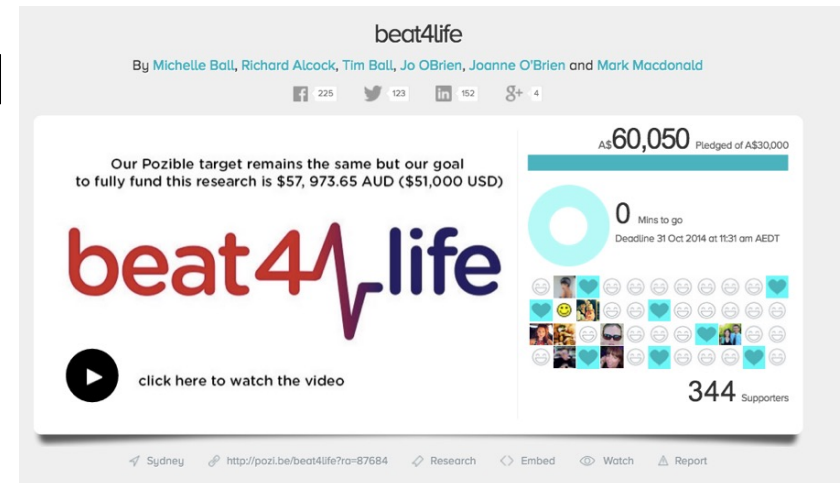 beat4life
By Michelle Ball, Richard Alcock, Tim Ball, Jo OBrien, Joanne O'Brien and Mark Macdonald
225 123 in 152 8+ 4
Our Pozible target remains the same but our goal
to fully fund this research is $57, 973.65 AUD ($51,000 USD)
beat4life
click here to watch the video
A$60,050 Pledged of A$30,000
0 Mins to go
Deadline 31 Oct 2014 at 11:31 am AEDT
344 Supporters
Sydney http://pozi.be/beat4life?ra=87684 Research Embed Watch Report